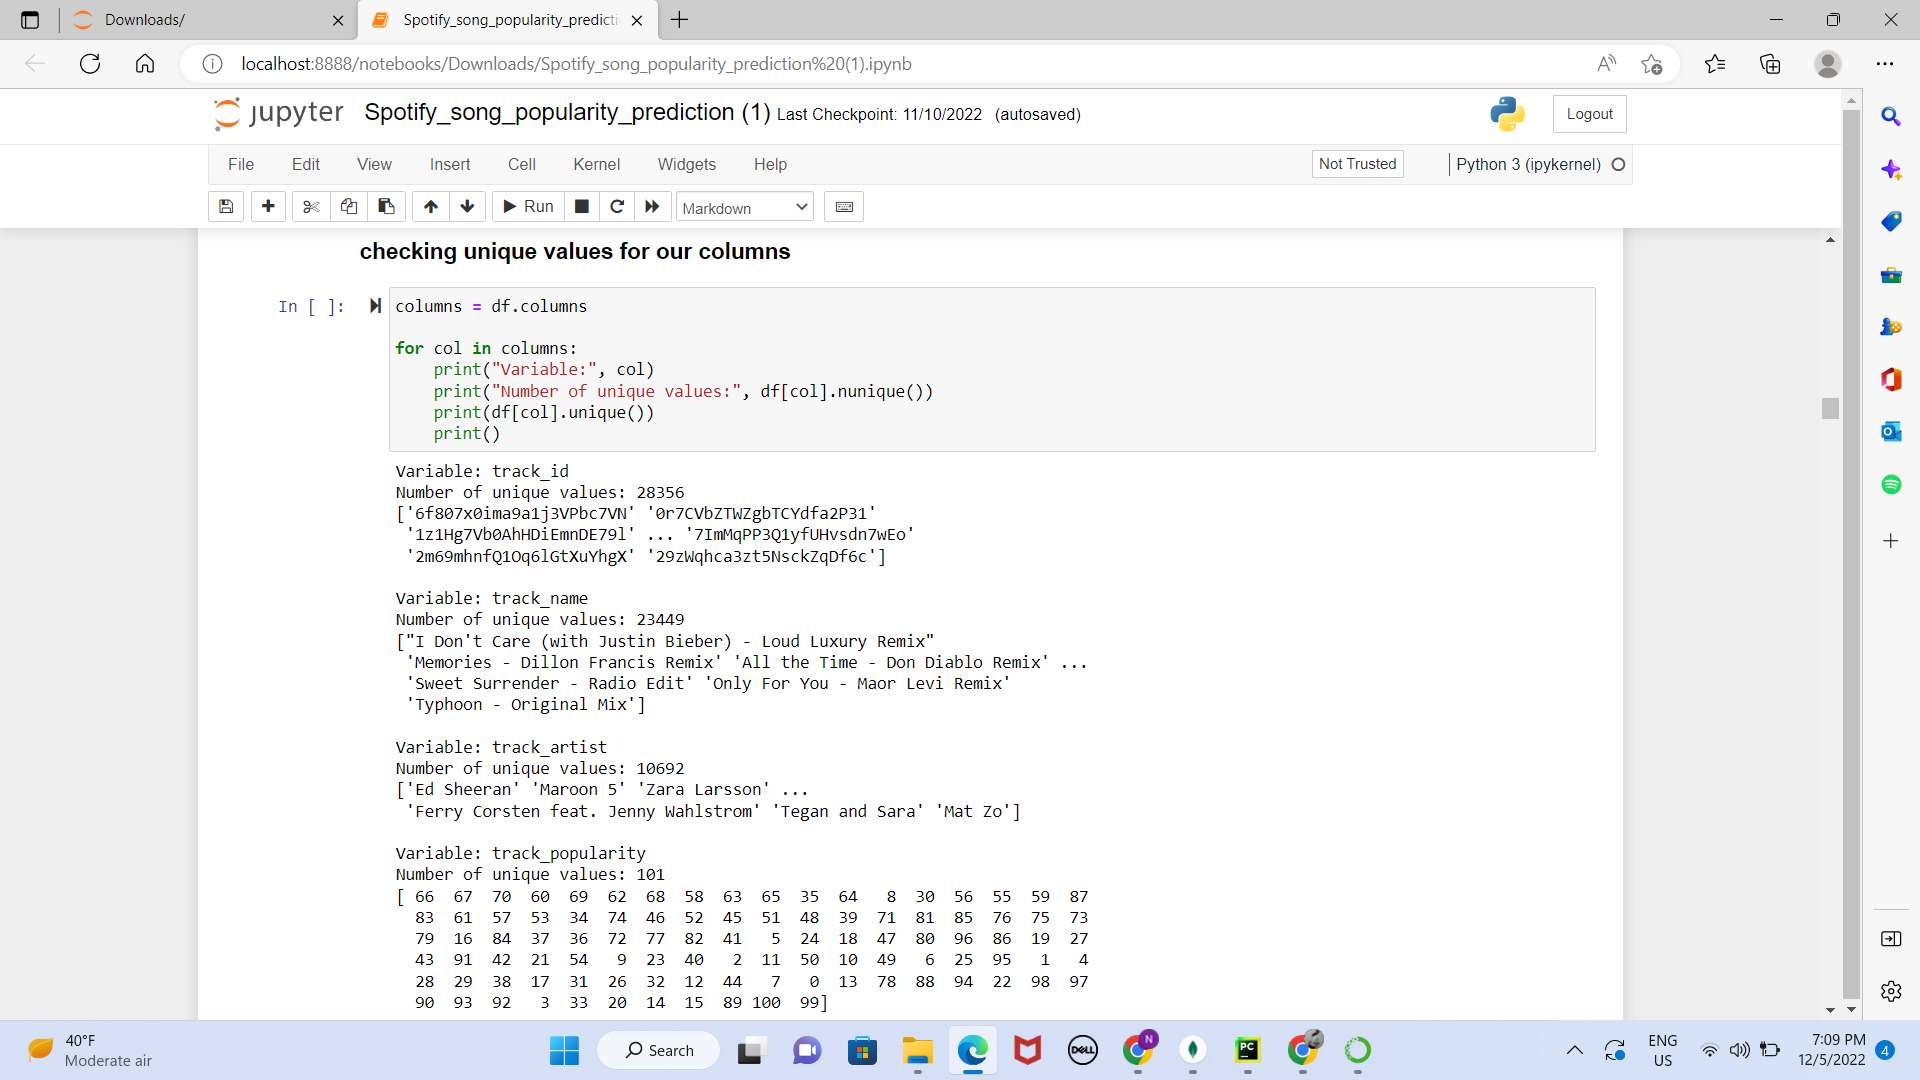 Downloads/
Spotify_song_popularity_predicti
localhost:8888/notebooks/Downloads/Spotify_song_popularity_prediction%20(1).ipynb
jupyter Spotify_song_popularity_prediction (1) Last Checkpoint: 11/10/2022 (autosaved)
Logout
File Edit View Insert Cell Kernel Widgets Help
Not Trusted
Python 3 (ipykernel)
Run
Markdown
checking unique values for our columns
In [ ]:
columns = df.columns
for col in columns:
    print("Variable:", col)
    print("Number of unique values:", df[col].nunique())
    print(df[col].unique())
    print()
Variable: track_id
Number of unique values: 28356
['6f807x0ima9a1j3VPbc7VN' '0r7CVbZTWZgbTCYdfa2P31'
 '1z1Hg7Vb0AhHDiEmnDE79l' ... '7ImMqPP3Q1yfUHvsdn7wEo'
 '2m69mhnfQ1Oq6lGtXuYhgX' '29zWqhca3zt5NsckZqDf6c']
Variable: track_name
Number of unique values: 23449
["I Don't Care (with Justin Bieber) - Loud Luxury Remix"
 'Memories - Dillon Francis Remix' 'All the Time - Don Diablo Remix' ...
 'Sweet Surrender - Radio Edit' 'Only For You - Maor Levi Remix'
 'Typhoon - Original Mix']
Variable: track_artist
Number of unique values: 10692
['Ed Sheeran' 'Maroon 5' 'Zara Larsson' ...
 'Ferry Corsten feat. Jenny Wahlstrom' 'Tegan and Sara' 'Mat Zo']
Variable: track_popularity
Number of unique values: 101
[ 66  67  70  60  69  62  68  58  63  65  35  64   8  30  56  55  59  87
  83  61  57  53  34  74  46  52  45  51  48  39  71  81  85  76  75  73
  79  16  84  37  36  72  77  82  41   5  24  18  47  80  96  86  19  27
  43  91  42  21  54   9  23  40   2  11  50  10  49   6  25  95   1   4
  28  29  38  17  31  26  32  12  44   7   0  13  78  88  94  22  98  97
  90  93  92   3  33  20  14  15  89 100  99]
40°F
Moderate air
Search
DELL
N
PC
ENG
US
7:09 PM
12/5/2022
4